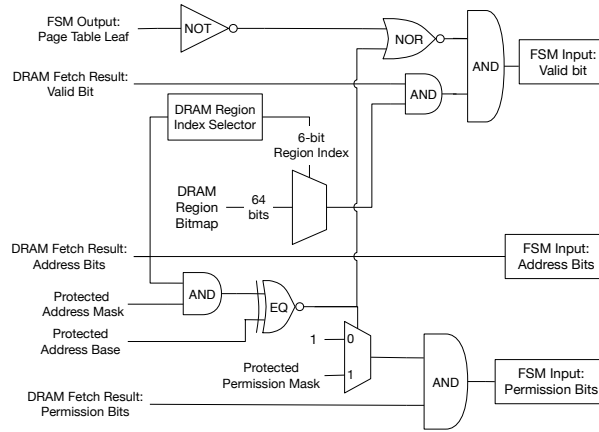 FSM Output:
Page Table Leaf
NOT
NOR
AND
FSM Input:
Valid bit
DRAM Fetch Result:
Valid Bit
AND
DRAM Region
Index Selector
6-bit
Region Index
DRAM
Region
Bitmap
64
bits
DRAM Fetch Result:
Address Bits
FSM Input:
Address Bits
Protected
Address Mask
AND
EQ
Protected
Address Base
1
0
Protected
Permission Mask
1
AND
FSM Input:
Permission Bits
DRAM Fetch Result:
Permission Bits